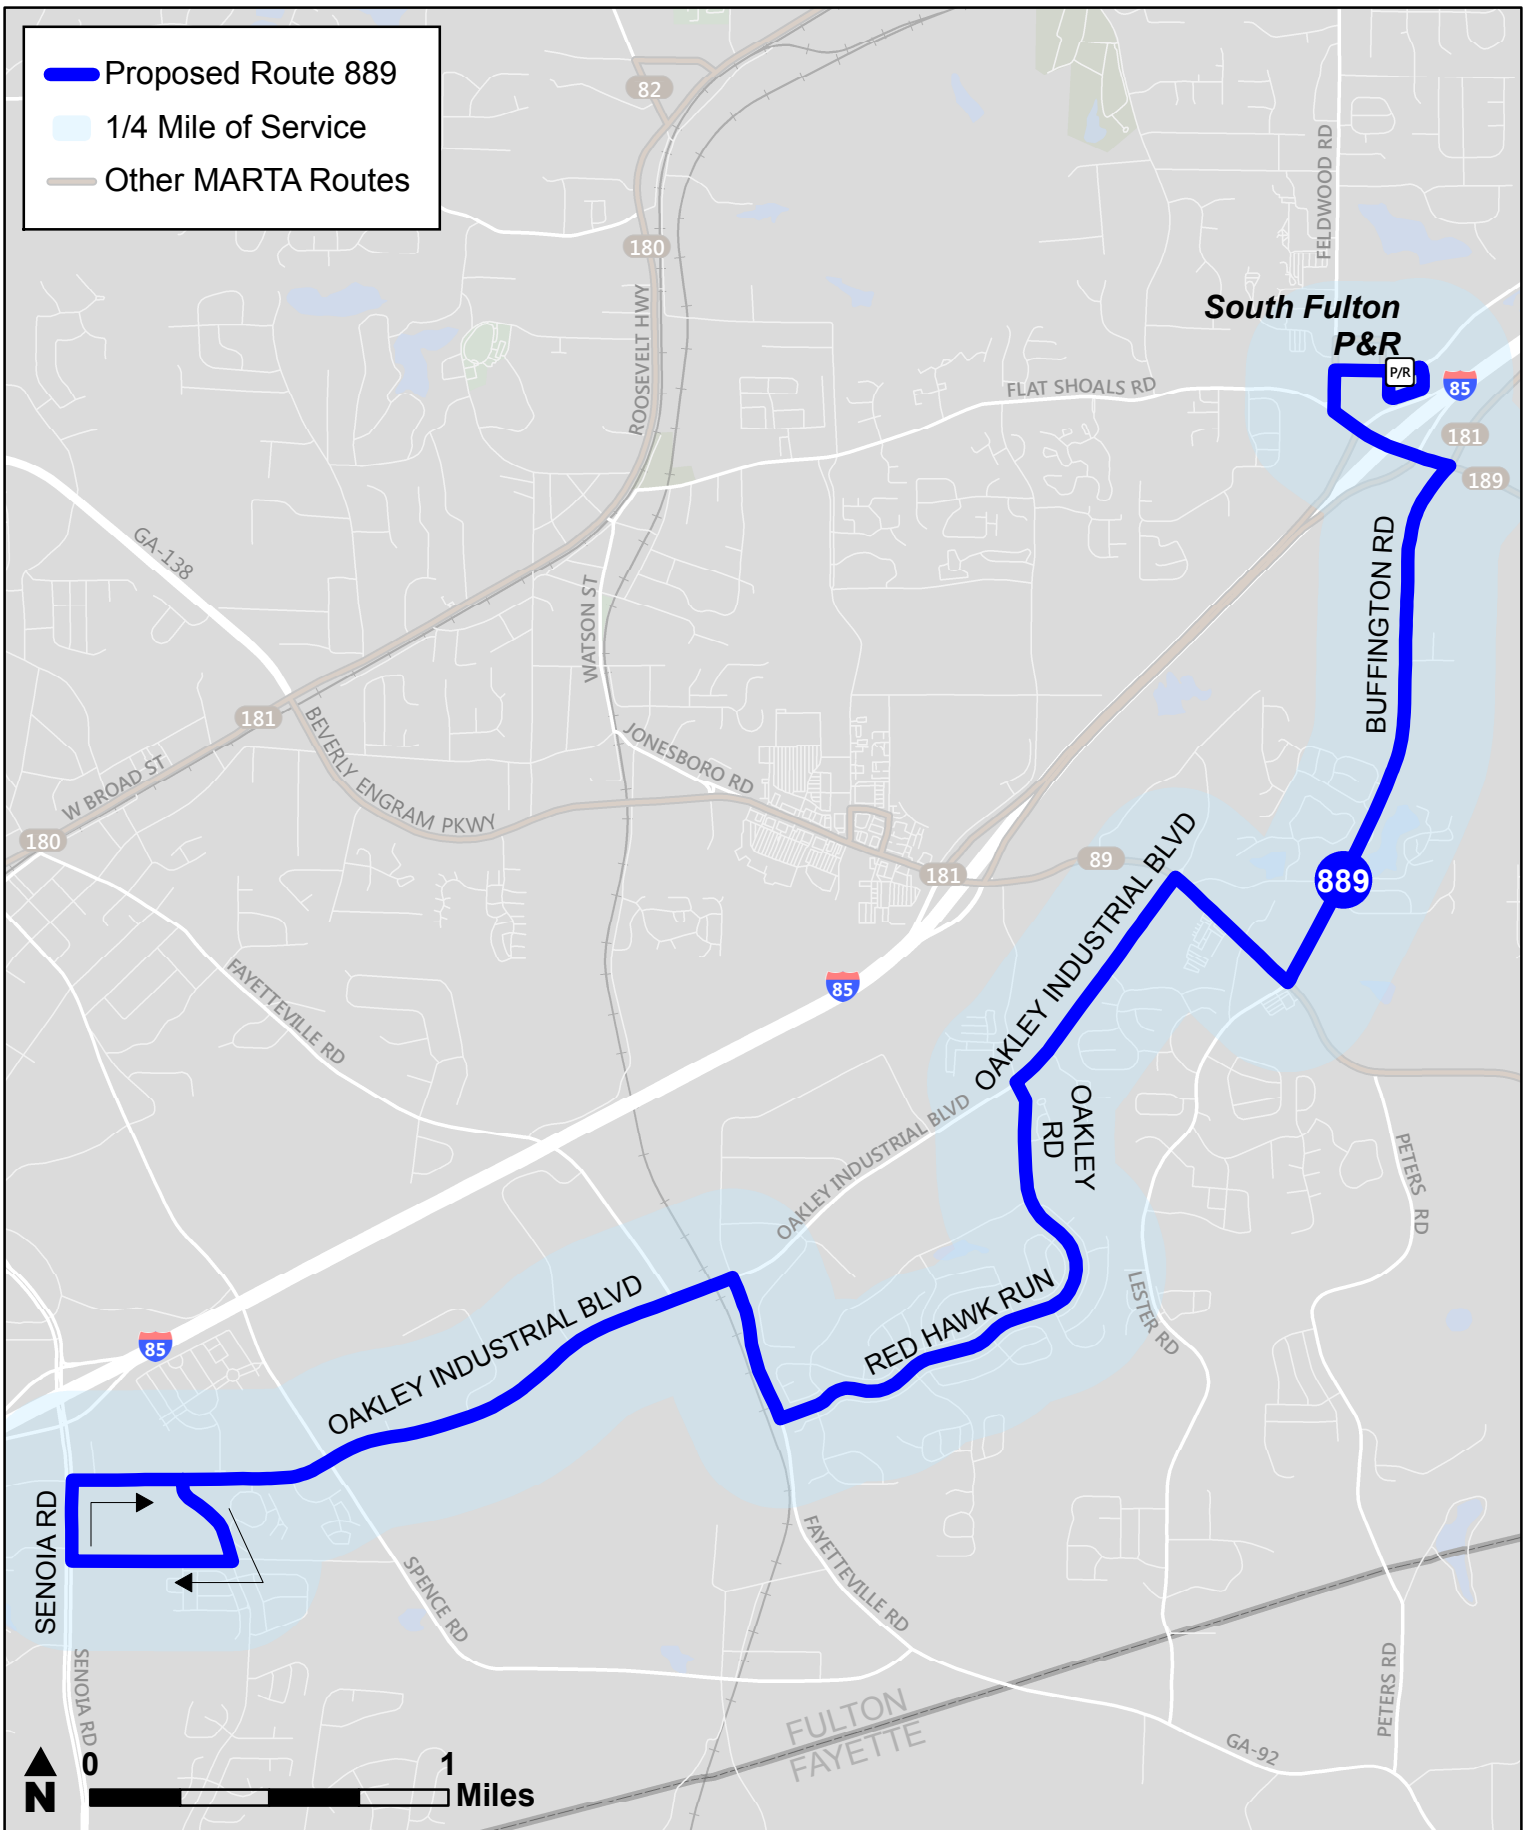 Proposed Route 889
1/4 Mile of Service
Other MARTA Routes
82
180
ROOSEVELT HWY
FELDWOOD RD
South Fulton
P&R
P/R
85
FLAT SHOALS RD
181
189
GA-138
WATSON ST
BUFFINGTON RD
181
BEVERLY ENGRAM PKWY
JONESBORO RD
W BROAD ST
180
181
89
OAKLEY INDUSTRIAL BLVD
889
FAYETTEVILLE RD
85
OAKLEY INDUSTRIAL BLVD
OAKLEY
RD
PETERS RD
LESTER RD
RED HAWK RUN
OAKLEY INDUSTRIAL BLVD
85
SENOIA RD
SPENCE RD
FAYETTEVILLE RD
SENOIA RD
PETERS RD
FULTON
FAYETTE
GA-92
N
0 1
Miles